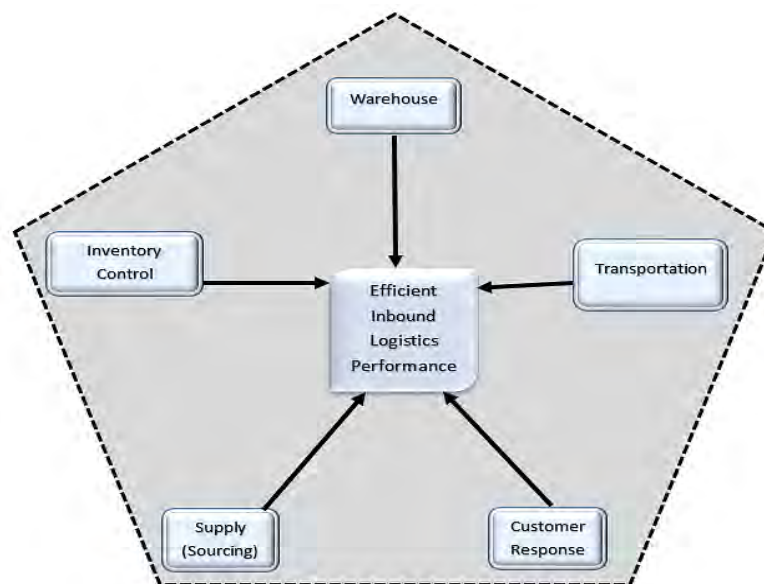 Warehouse
Inventory
Control
Transportation
Efficient
Inbound
Logistics
Performance
Supply
(Sourcing)
Customer
Response